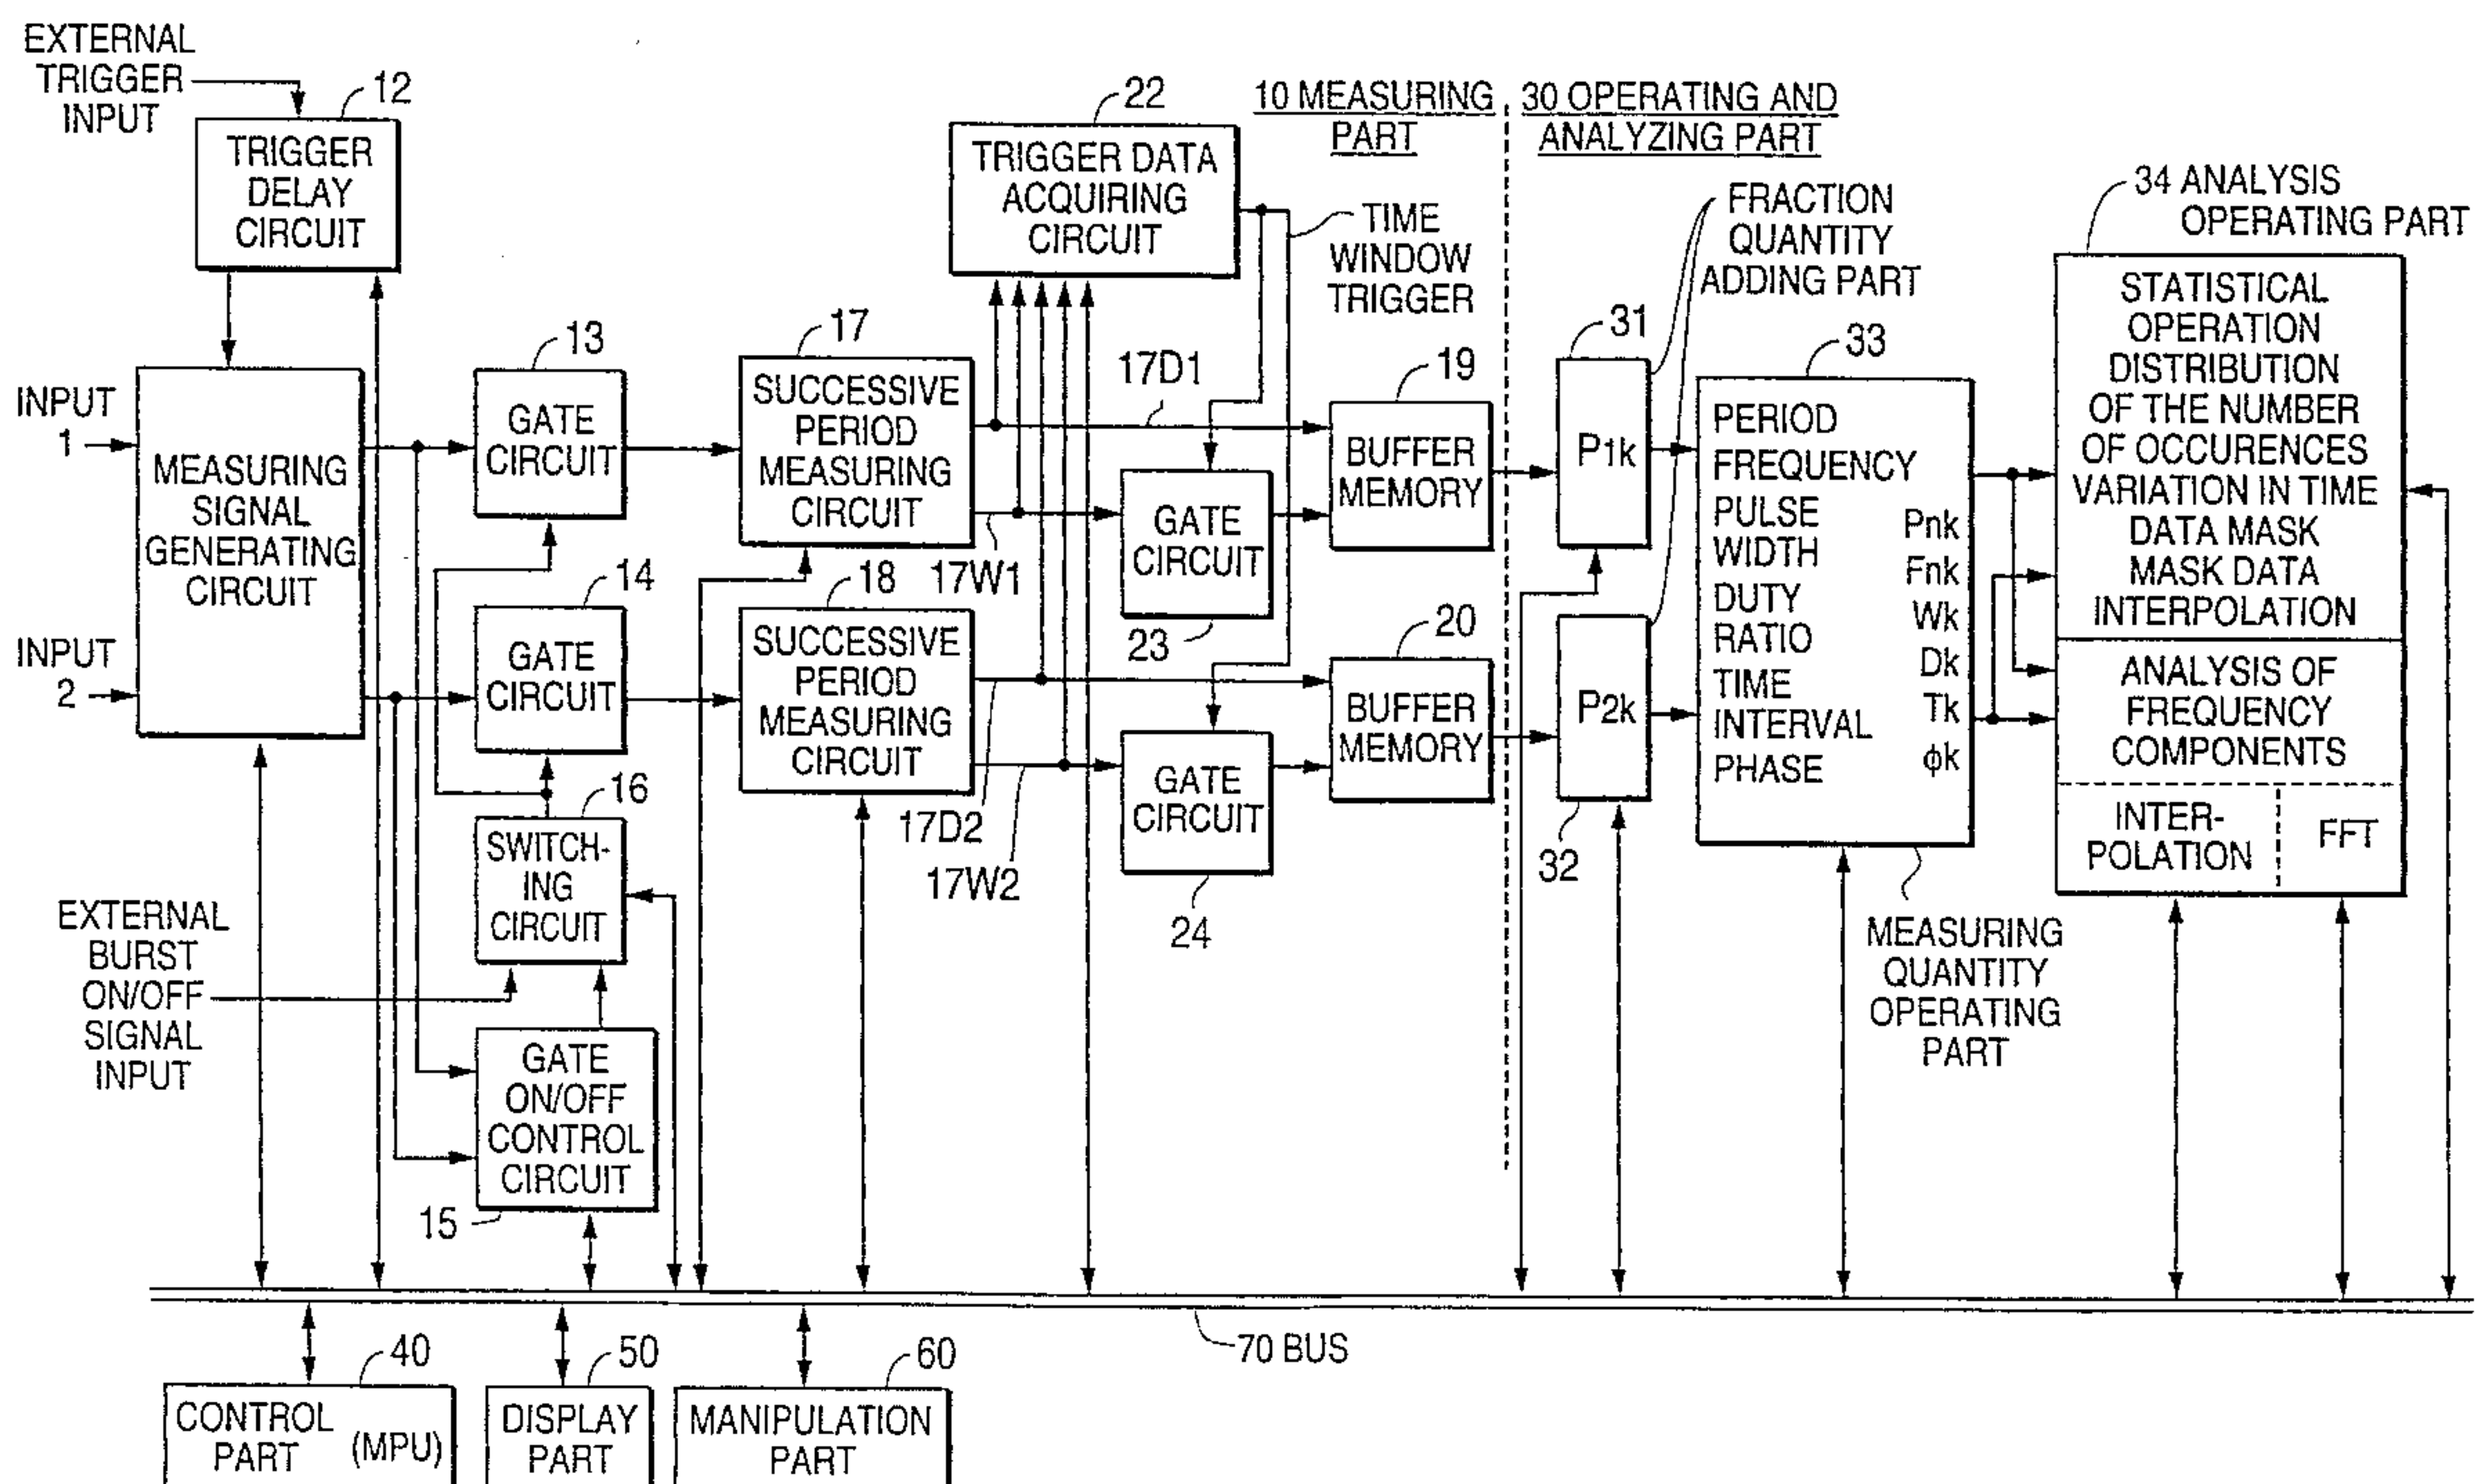 EXTERNAL
TRIGGER
INPUT
12
TRIGGER
DELAY
CIRCUIT
INPUT
1
INPUT
2
MEASURING
SIGNAL
GENERATING
CIRCUIT
13
GATE
CIRCUIT
14
GATE
CIRCUIT
16
SWITCH-
ING
CIRCUIT
EXTERNAL
BURST
ON/OFF
SIGNAL
INPUT
GATE
ON/OFF
CONTROL
CIRCUIT
15
17
SUCCESSIVE
PERIOD
MEASURING
CIRCUIT
18
SUCCESSIVE
PERIOD
MEASURING
CIRCUIT
22
TRIGGER DATA
ACQUIRING
CIRCUIT
10 MEASURING
PART
TIME
WINDOW
TRIGGER
17D1
17W1
17D2
17W2
GATE
CIRCUIT
23
GATE
CIRCUIT
24
19
BUFFER
MEMORY
20
BUFFER
MEMORY
30 OPERATING AND
ANALYZING PART
FRACTION
QUANTITY
ADDING PART
31
P1k
P2k
32
33
PERIOD
FREQUENCY
PULSE
WIDTH
DUTY
RATIO
TIME
INTERVAL
PHASE
Pnk
Fnk
Wk
Dk
Tk
ϕk
MEASURING
QUANTITY
OPERATING
PART
34 ANALYSIS
OPERATING PART
STATISTICAL
OPERATION
DISTRIBUTION
OF THE NUMBER
OF OCCURENCES
VARIATION IN TIME
DATA MASK
MASK DATA
INTERPOLATION
ANALYSIS OF
FREQUENCY
COMPONENTS
INTER-
POLATION
FFT
70 BUS
40
CONTROL
PART
(MPU)
50
DISPLAY
PART
60
MANIPULATION
PART